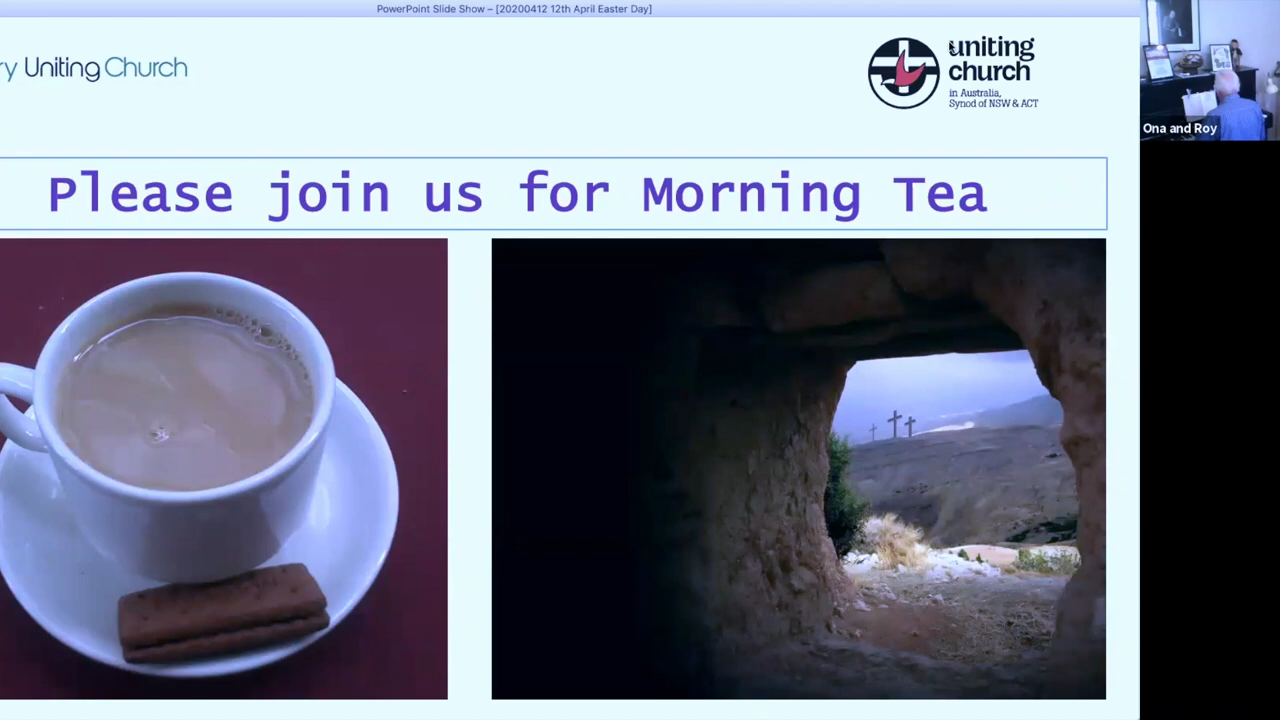 PowerPoint Slide Show – [20200412 12th April Easter Day]
ry Uniting Church
uniting
church
in Australia,
Synod of NSW & ACT
Ona and Roy
Please join us for Morning Tea